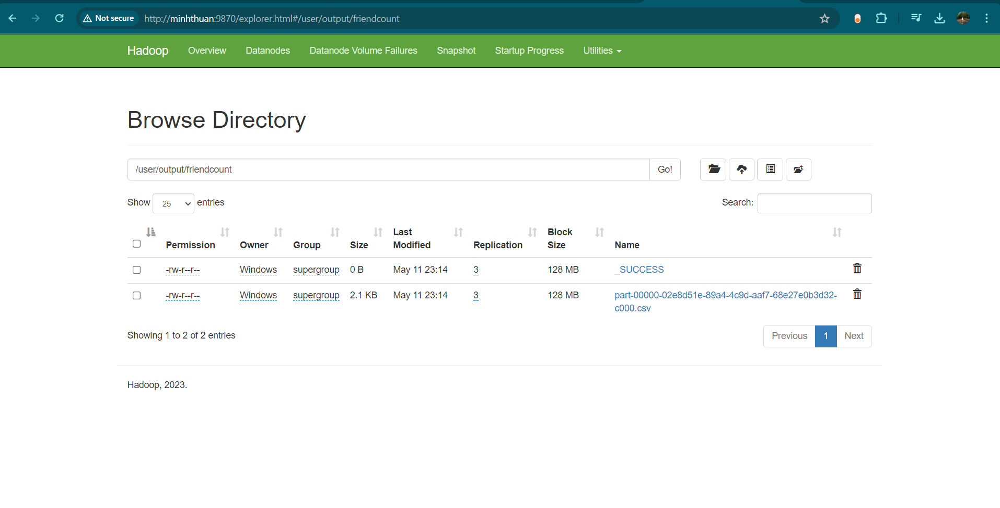 Not secure http://minhthuan:9870/explorer.html#/user/output/friendcount
Hadoop Overview Datanodes Datanode Volume Failures Snapshot Startup Progress Utilities
Browse Directory
/user/output/friendcount Go!
Show 25 entries Search:
Permission Owner Group Size Last Modified Replication Block Size Name
-rw-r--r-- Windows supergroup 0 B May 11 23:14 3 128 MB _SUCCESS
-rw-r--r-- Windows supergroup 2.1 KB May 11 23:14 3 128 MB part-00000-02e8d51e-89a4-4c9d-aaf7-68e27e0b3d32-
c000.csv
Showing 1 to 2 of 2 entries Previous 1 Next
Hadoop, 2023.